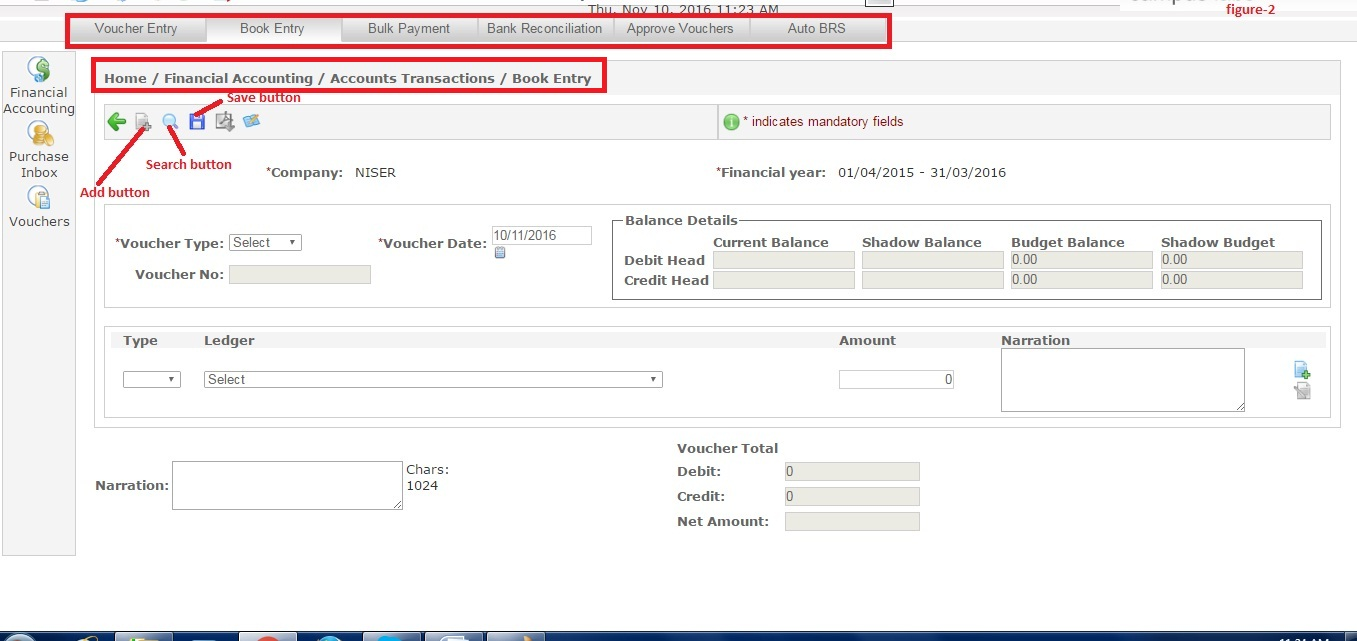 Thu, Nov 10, 2016 11:23 AM
figure-2
Voucher Entry Book Entry Bulk Payment Bank Reconciliation Approve Vouchers Auto BRS
Financial Accounting
Purchase Inbox
Vouchers
Home / Financial Accounting / Accounts Transactions / Book Entry
Save button
* indicates mandatory fields
Search button
Add button
*Company: NISER *Financial year: 01/04/2015 - 31/03/2016
*Voucher Type: Select *Voucher Date: 10/11/2016
Voucher No:
Balance Details
Current Balance Shadow Balance Budget Balance Shadow Budget
Debit Head 0.00 0.00
Credit Head 0.00 0.00
Type Ledger Amount Narration
Select 0
Narration: Chars:
1024
Voucher Total
Debit: 0
Credit: 0
Net Amount: